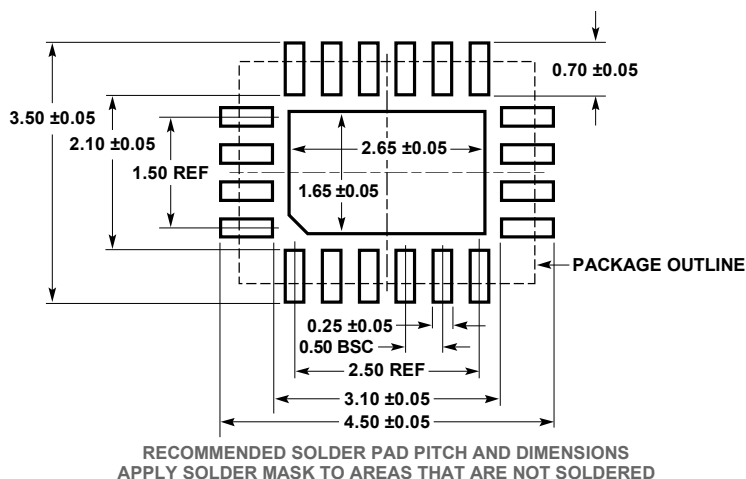 0.70 ±0.05
3.50 ±0.05
2.10 ±0.05
2.65 ±0.05
1.50 REF
1.65 ±0.05
PACKAGE OUTLINE
0.25 ±0.05
0.50 BSC
2.50 REF
3.10 ±0.05
4.50 ±0.05
RECOMMENDED SOLDER PAD PITCH AND DIMENSIONS
APPLY SOLDER MASK TO AREAS THAT ARE NOT SOLDERED